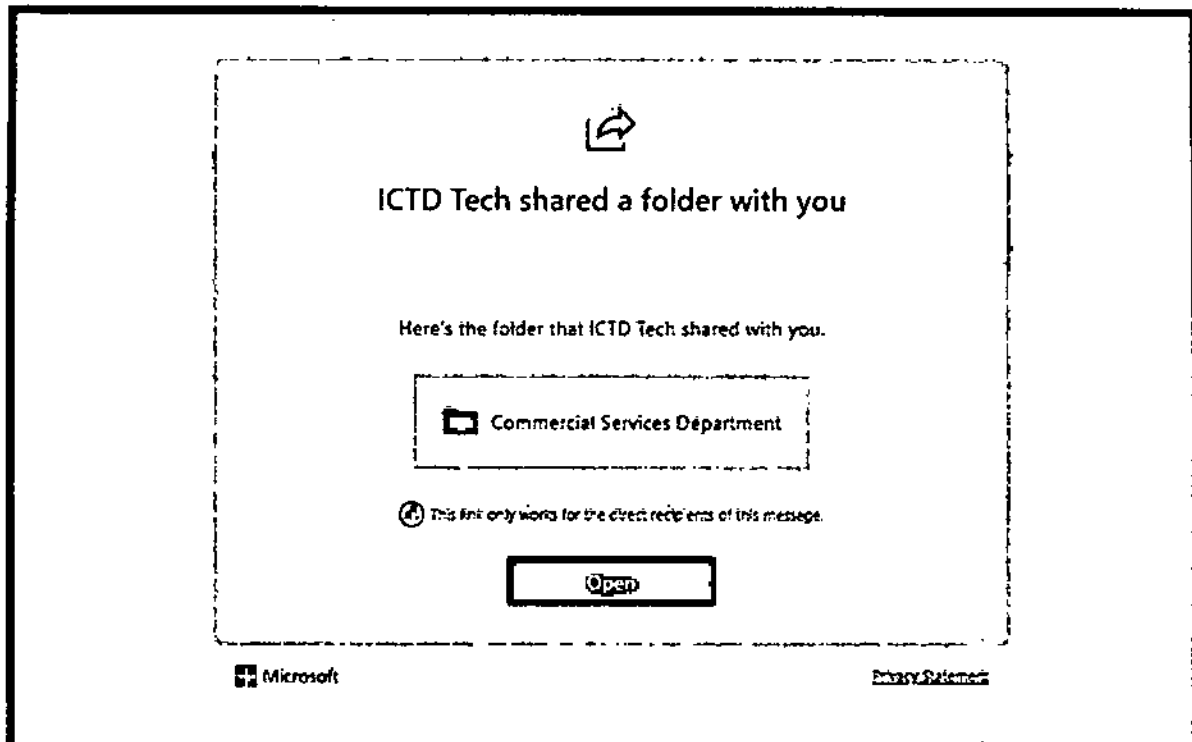 ICTD Tech shared a folder with you
Here's the folder that ICTD Tech shared with you.
Commercial Services Department
This link only works for the direct recipients of this message.
Open
Microsoft
Privacy Statement